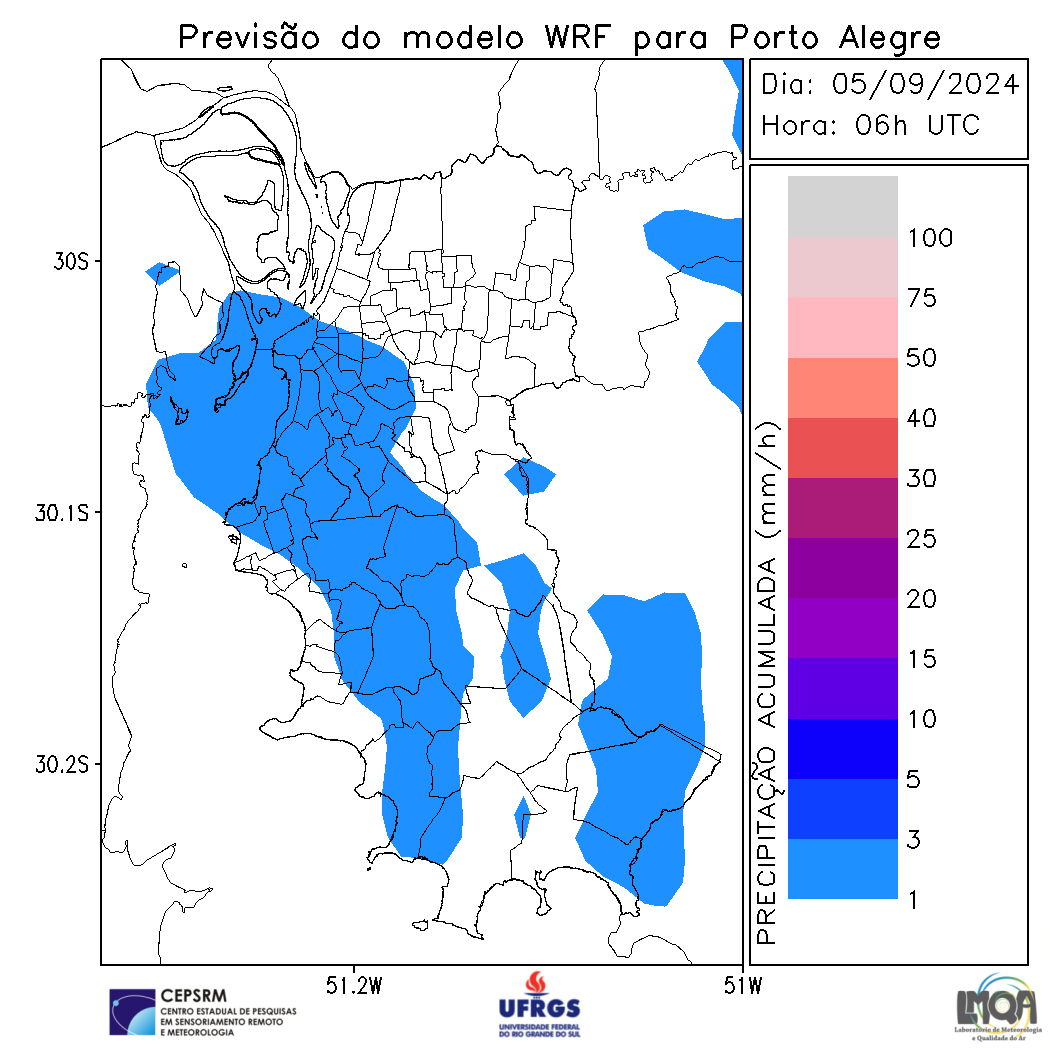 Previsão do modelo WRF para Porto Alegre
Dia: 05/09/2024
Hora: 06h UTC
PRECIPITAÇÃO ACUMULADA (mm/h)
100
75
50
40
30
25
20
15
10
5
3
1
30S
30.1S
30.2S
51.2W
51W
CEPSRM
CENTRO ESTADUAL DE PESQUISAS
EM SENSORIAMENTO REMOTO
E METEOROLOGIA
UFRGS
UNIVERSIDADE FEDERAL
DO RIO GRANDE DO SUL
LMQA
Laboratório de Meteorologia
e Qualidade do Ar